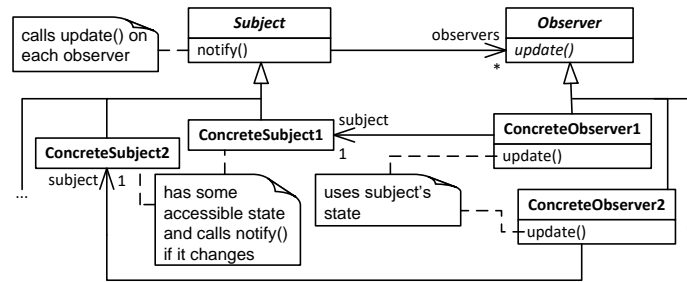 calls update() on
each observer
Subject
notify()
observers
*
Observer
update()
ConcreteSubject1
subject
1
ConcreteObserver1
update()
ConcreteSubject2
subject
1
...
has some
accessible state
and calls notify()
if it changes
uses subject's
state
ConcreteObserver2
update()